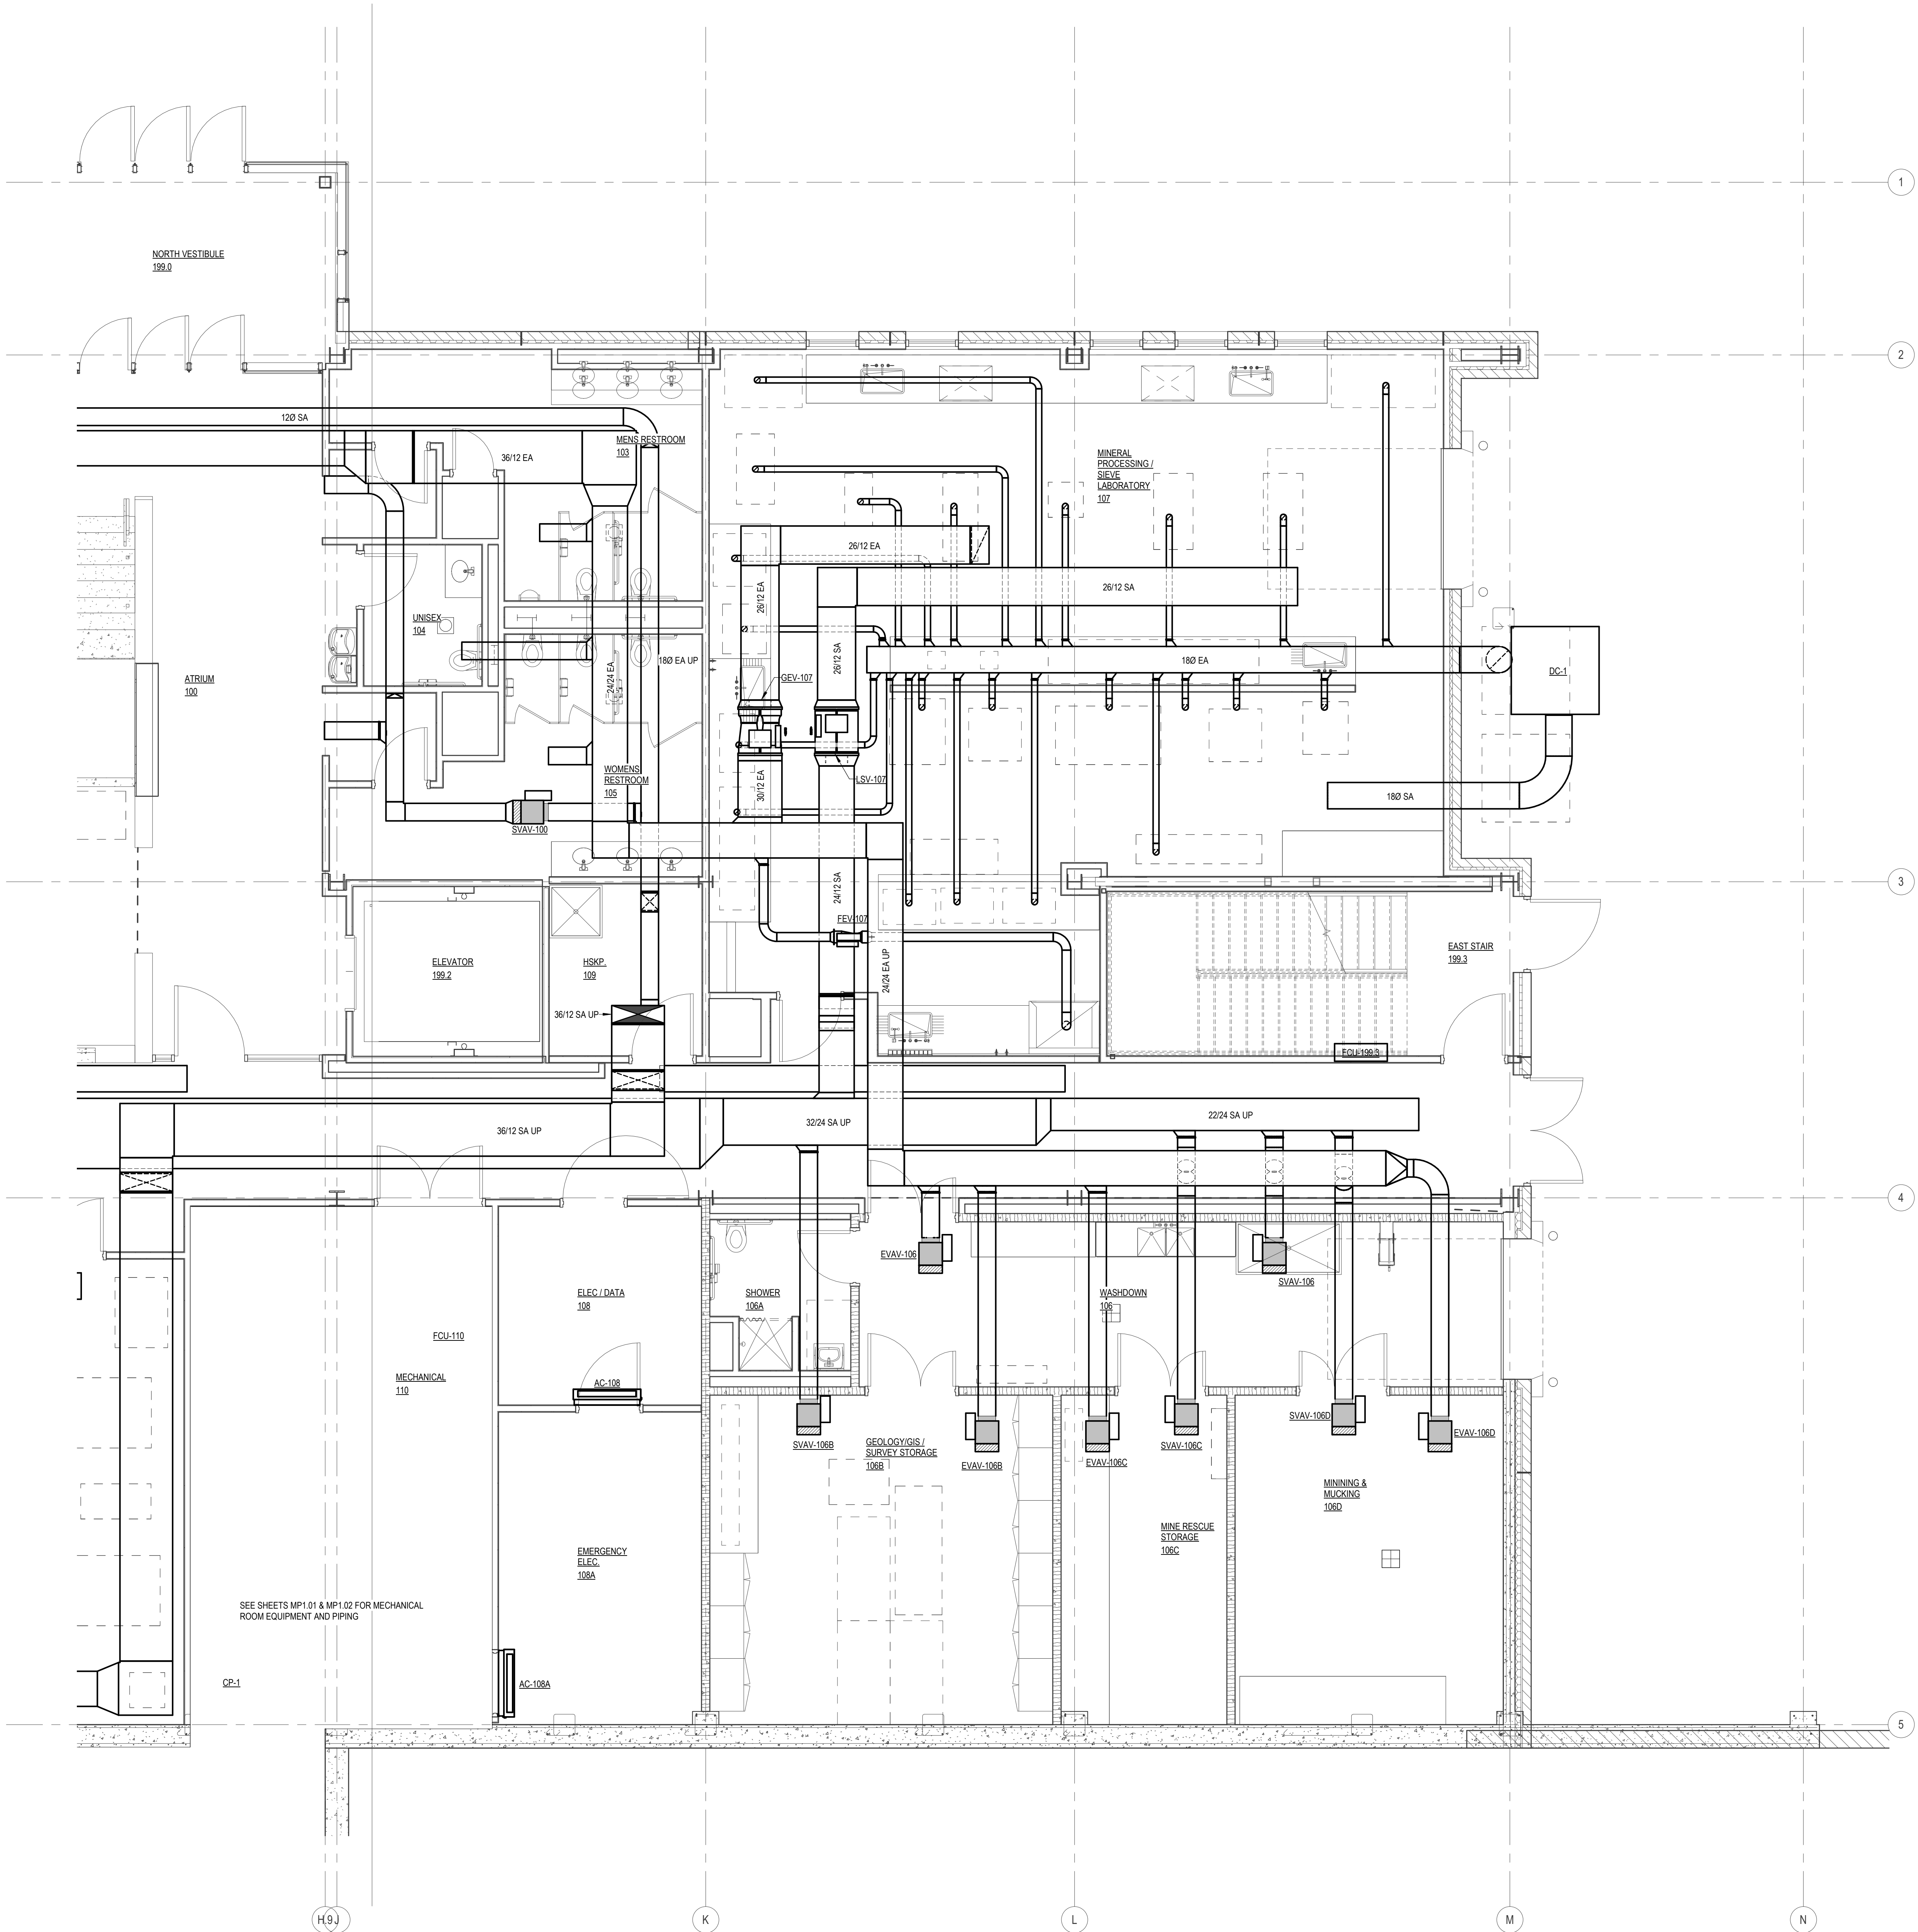 1
NORTH VESTIBULE
199.0
2
12Ø SA
MENS RESTROOM
103
36/12 EA
MINERAL
PROCESSING /
SIEVE
LABORATORY
107
26/12 EA
26/12 SA
26/12 EA
UNISEX
104
26/12 SA
18Ø EA UP
18Ø EA
24/24 EA
GEV-107
ATRIUM
100
DC-1
WOMENS
RESTROOM
105
LSV-107
30/12 EA
18Ø SA
SVAV-100
3
24/12 SA
FEV-107
EAST STAIR
199.3
ELEVATOR
199.2
HSKP.
109
24/24 EA UP
36/12 SA UP
FCU-199.3
36/12 SA UP
32/24 SA UP
22/24 SA UP
4
EVAV-106
SVAV-106
ELEC / DATA
108
SHOWER
106A
WASHDOWN
106
FCU-110
MECHANICAL
110
AC-108
SVAV-106B
GEOLOGY/GIS /
SURVEY STORAGE
106B
EVAV-106B
EVAV-106C
SVAV-106C
SVAV-106D
EVAV-106D
MINING &
MUCKING
106D
MINE RESCUE
STORAGE
106C
EMERGENCY
ELEC.
108A
SEE SHEETS MP1.01 & MP1.02 FOR MECHANICAL
ROOM EQUIPMENT AND PIPING
CP-1
AC-108A
5
H.9
J
K
L
M
N